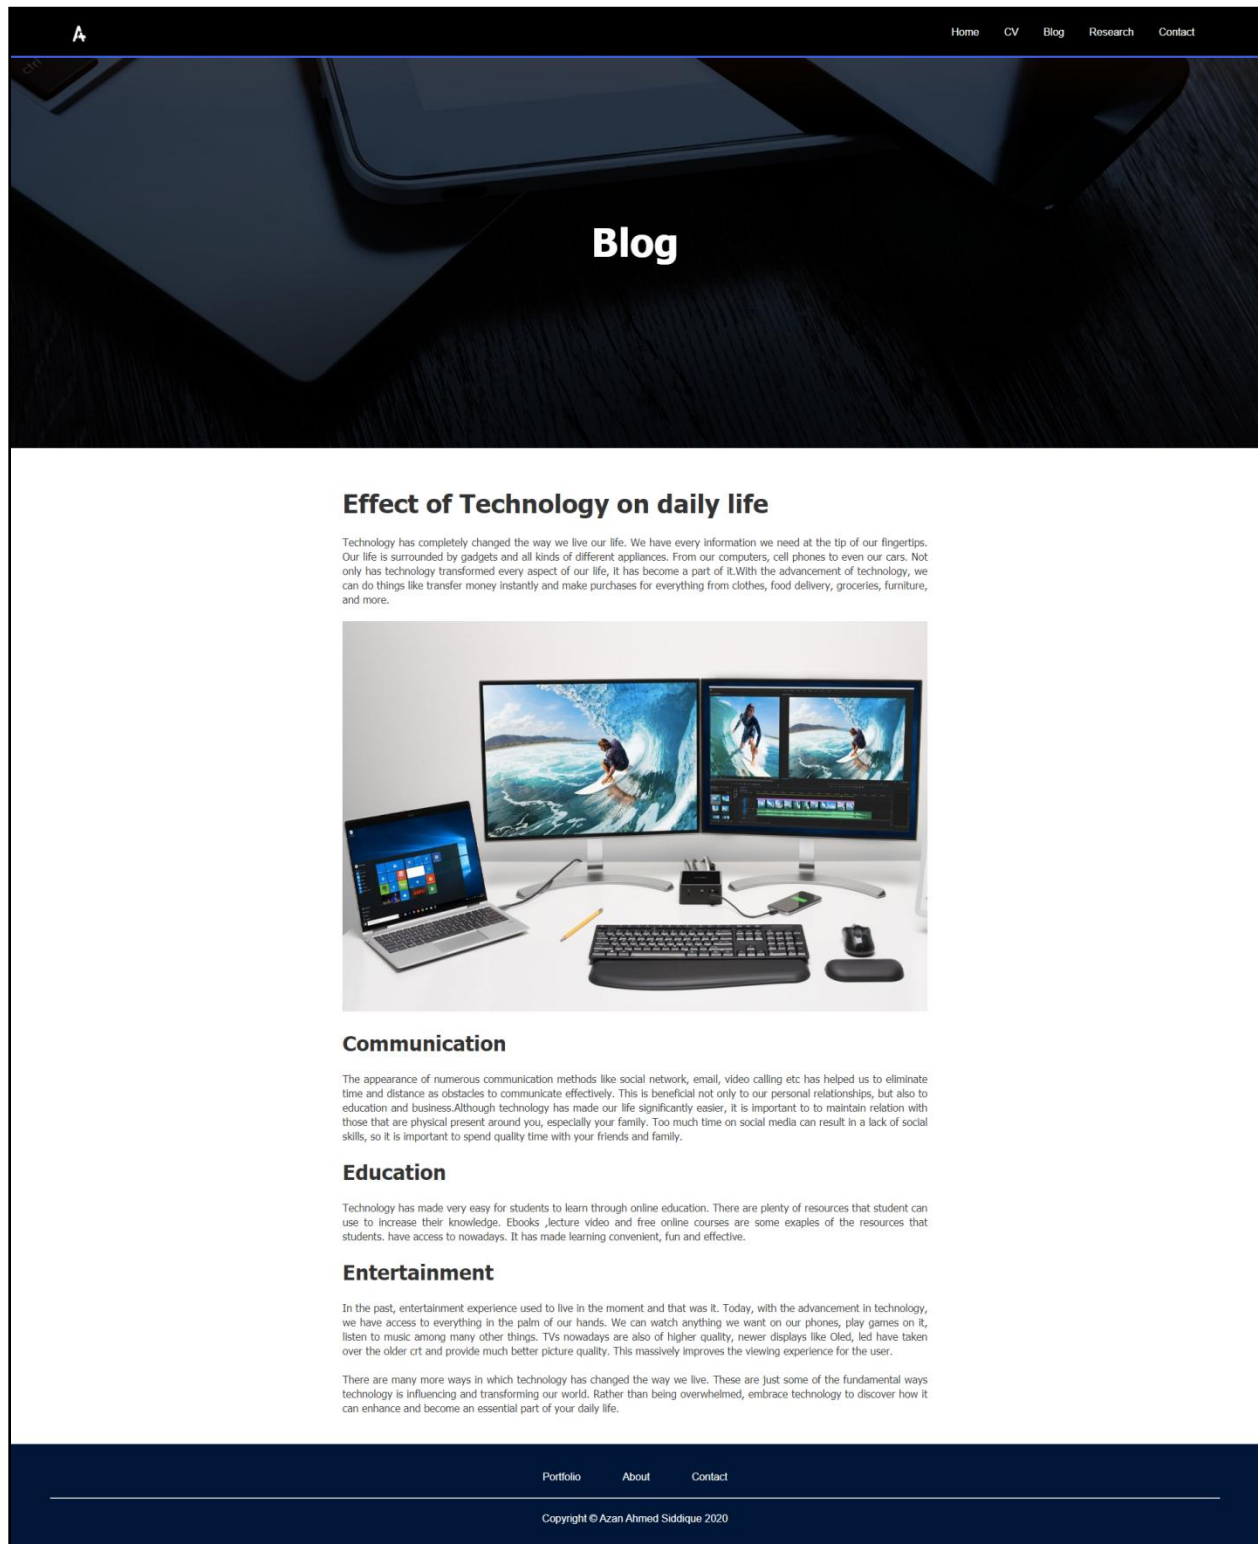 A
Home CV Blog Research Contact
ctrl
Blog
Effect of Technology on daily life
Technology has completely changed the way we live our life. We have every information we need at the tip of our fingertips.
Our life is surrounded by gadgets and all kinds of different appliances. From our computers, cell phones to even our cars. Not
only has technology transformed every aspect of our life, it has become a part of it.With the advancement of technology, we
can do things like transfer money instantly and make purchases for everything from clothes, food delivery, groceries, furniture,
and more.
Communication
The appearance of numerous communication methods like social network, email, video calling etc has helped us to eliminate
time and distance as obstacles to communicate effectively. This is beneficial not only to our personal relationships, but also to
education and business.Although technology has made our life significantly easier, it is important to to maintain relation with
those that are physical present around you, especially your family. Too much time on social media can result in a lack of social
skills, so it is important to spend quality time with your friends and family.
Education
Technology has made very easy for students to learn through online education. There are plenty of resources that student can
use to increase their knowledge. Ebooks ,lecture video and free online courses are some exaples of the resources that
students. have access to nowadays. It has made learning convenient, fun and effective.
Entertainment
In the past, entertainment experience used to live in the moment and that was it. Today, with the advancement in technology,
we have access to everything in the palm of our hands. We can watch anything we want on our phones, play games on it,
listen to music among many other things. TVs nowadays are also of higher quality, newer displays like Oled, led have taken
over the older crt and provide much better picture quality. This massively improves the viewing experience for the user.
There are many more ways in which technology has changed the way we live. These are just some of the fundamental ways
technology is influencing and transforming our world. Rather than being overwhelmed, embrace technology to discover how it
can enhance and become an essential part of your daily life.
Portfolio About Contact
Copyright © Azan Ahmed Siddique 2020